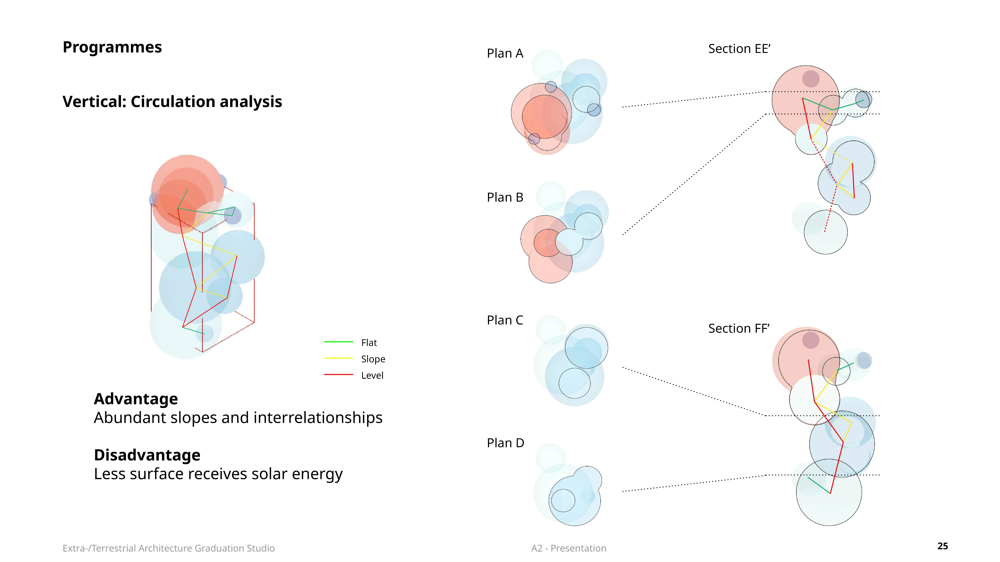 Programmes
Vertical: Circulation analysis
Flat
Slope
Level
Advantage
Abundant slopes and interrelationships
Disadvantage
Less surface receives solar energy
Plan A
Plan B
Plan C
Plan D
Section EE’
Section FF’
Extra-/Terrestrial Architecture Graduation Studio
A2 - Presentation
25